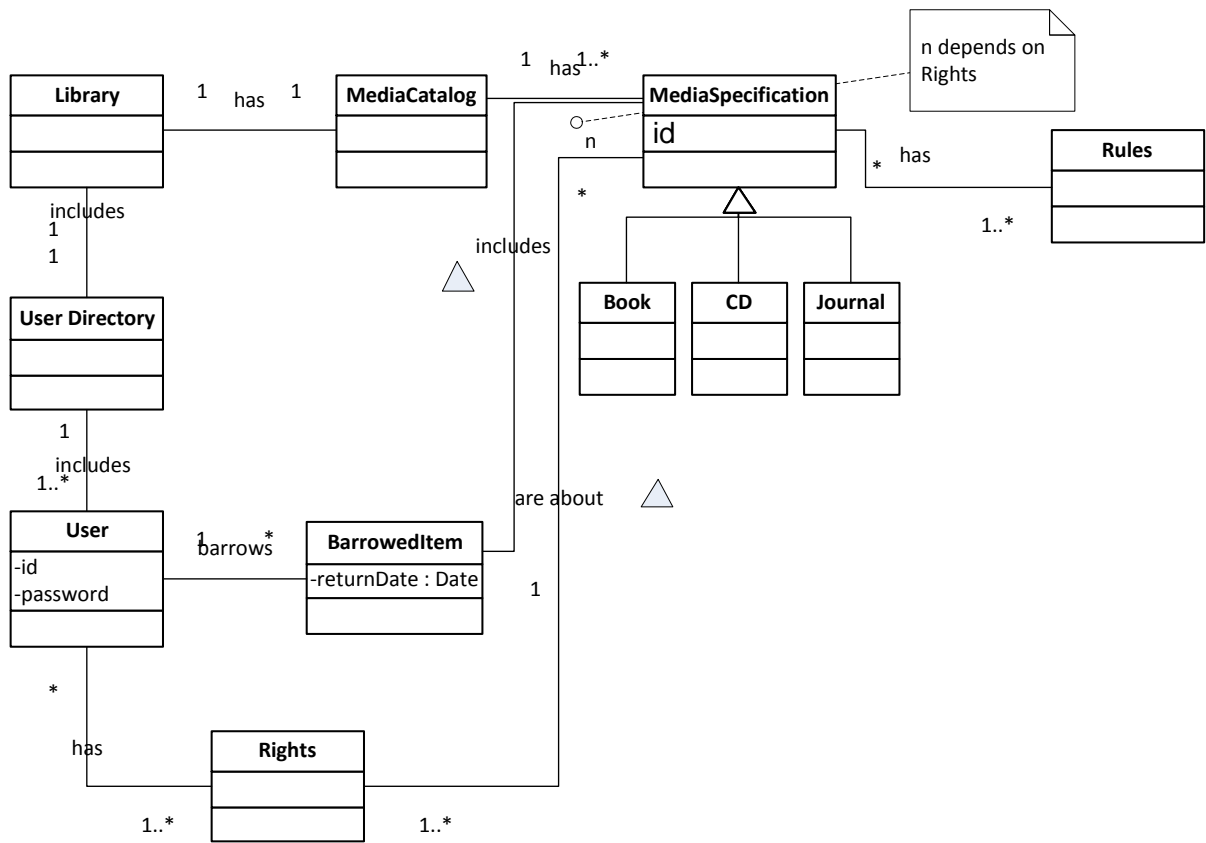 n depends on
Rights
1 has 1..*
Library
1 has 1
MediaCatalog
MediaSpecification
id
n
*
* has
1..*
Rules
includes
1
1
includes
User Directory
Book
CD
Journal
1
includes
1..*
are about
User
-id
-password
1 barrows *
BarrowedItem
-returnDate : Date
1
*
has
Rights
1..*
1..*